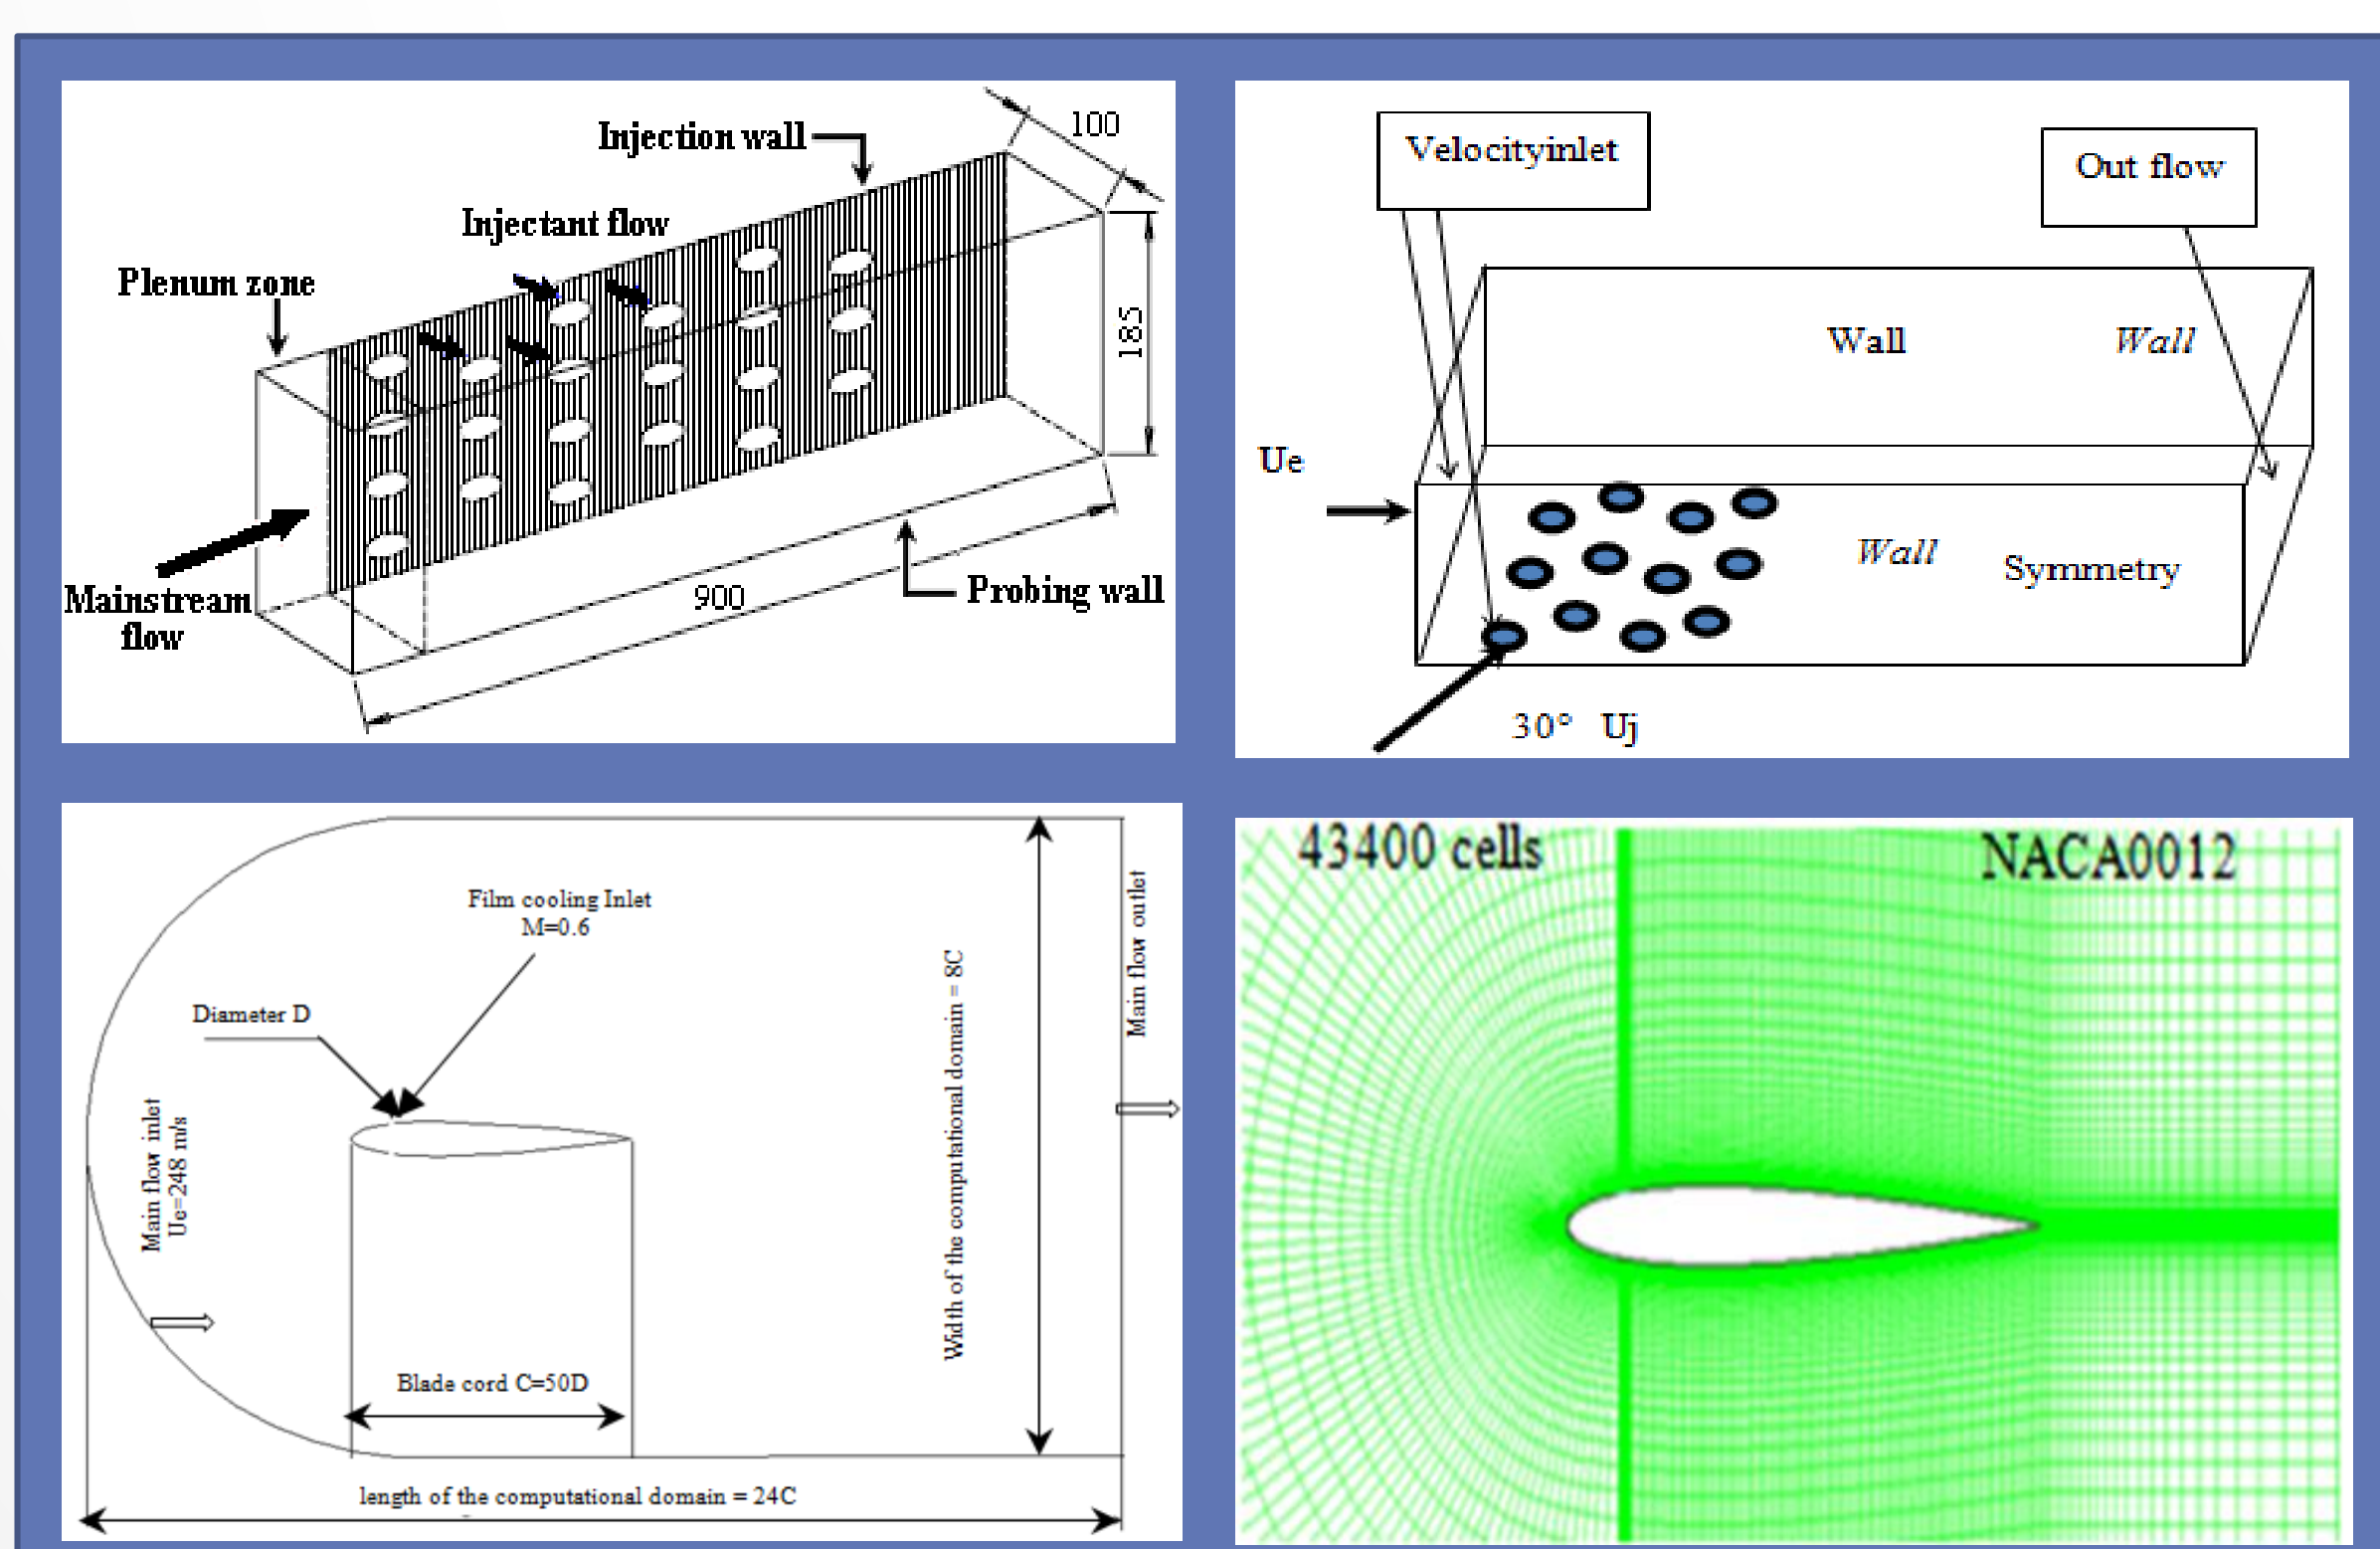 Injection wall
100
Injectant flow
Plenum zone
185
Mainstream
flow
900
Probing wall
Velocityinlet
Out flow
Wall
Wall
Ue
Wall
Symmetry
30° Uj
Film cooling Inlet
M=0.6
Diameter D
Main flow inlet
Ue=248 m/s
Width of the computational domain = 8C
Main flow outlet
Blade cord C=50D
length of the computational domain = 24C
43400 cells
NACA0012